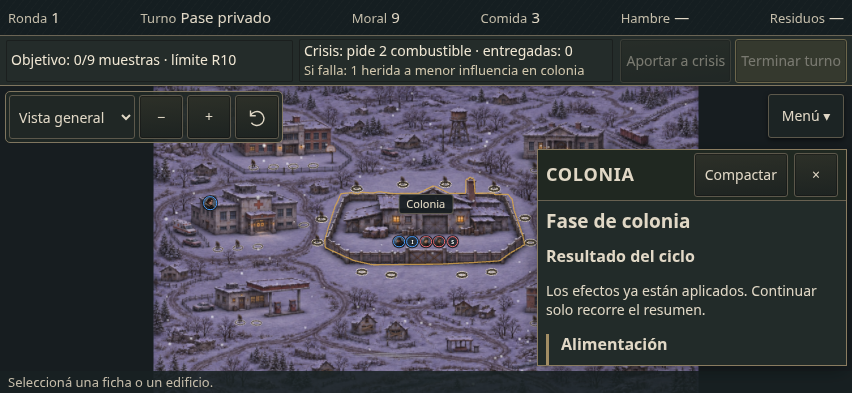 Ronda 1 Turno Pase privado Moral 9 Comida 3 Hambre — Residuos —
Objetivo: 0/9 muestras · límite R10
Crisis: pide 2 combustible · entregadas: 0
Si falla: 1 herida a menor influencia en colonia
Aportar a crisis
Terminar turno
Vista general
−
+
Menú ▾
COLONIA
Compactar
×
Fase de colonia
Resultado del ciclo
Los efectos ya están aplicados. Continuar
solo recorre el resumen.
Alimentación
Colonia
Seleccioná una ficha o un edificio.